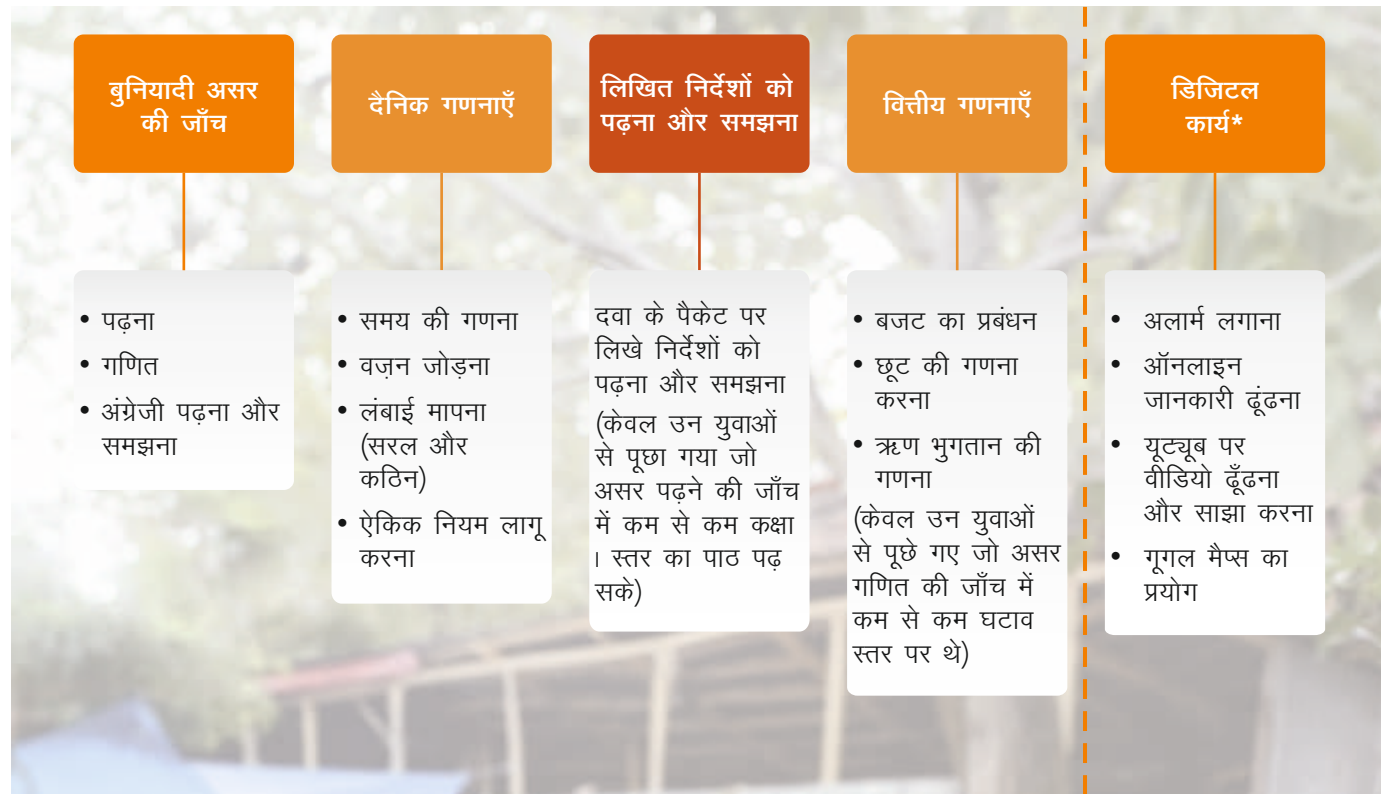 बुनियादी असर
की जाँच
• पढ़ना
• गणित
• अंग्रेजी पढ़ना और
समझना
दैनिक गणनाएँ
• समय की गणना
• वज़न जोड़ना
• लंबाई मापना
(सरल और
कठिन)
• ऐकिक नियम लागू
करना
लिखित निर्देशों को
पढ़ना और समझना
दवा के पैकेट पर
लिखे निर्देशों को
पढ़ना और समझना
(केवल उन युवाओं
से पूछा गया जो
असर पढ़ने की जाँच
में कम से कम कक्षा
I स्तर का पाठ पढ़
सके)
वित्तीय गणनाएँ
• बजट का प्रबंधन
• छूट की गणना
करना
• ऋण भुगतान की
गणना
(केवल उन युवाओं
से पूछे गए जो असर
गणित की जाँच में
कम से कम घटाव
स्तर पर थे)
डिजिटल
कार्य*
• अलार्म लगाना
• ऑनलाइन
जानकारी ढूंढना
• यूट्यूब पर
वीडियो ढूँढना
और साझा करना
• गूगल मैप्स का
प्रयोग